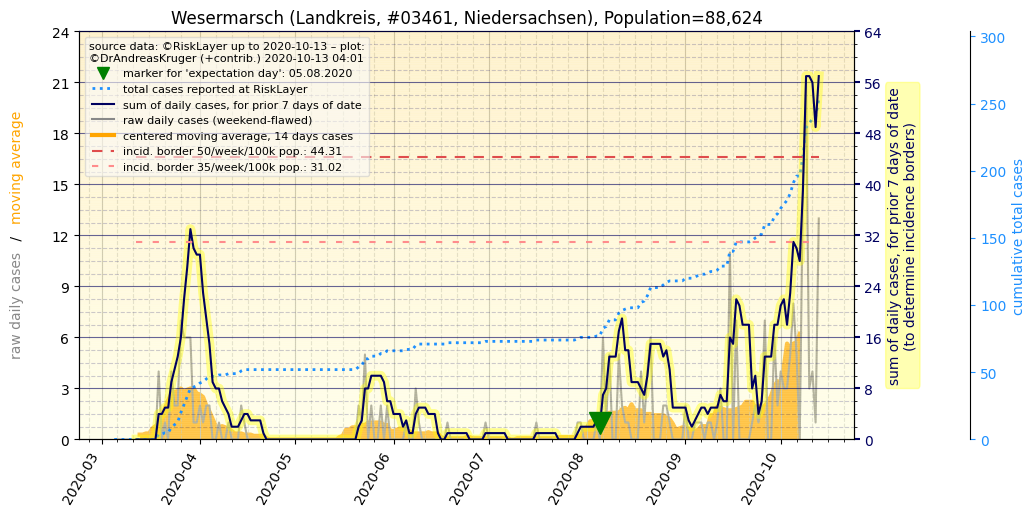 Wesermarsch (Landkreis, #03461, Niedersachsen), Population=88,624
source data: ©RiskLayer up to 2020-10-13 – plot:
©DrAndreasKruger (+contrib.) 2020-10-13 04:01
marker for 'expectation day': 05.08.2020
total cases reported at RiskLayer
sum of daily cases, for prior 7 days of date
raw daily cases (weekend-flawed)
centered moving average, 14 days cases
incid. border 50/week/100k pop.: 44.31
incid. border 35/week/100k pop.: 31.02
raw daily cases / moving average
24
21
18
15
12
9
6
3
0
64
56
48
40
32
24
16
8
0
sum of daily cases, for prior 7 days of date
(to determine incidence borders)
300
250
200
150
100
50
0
cumulative total cases
2020-03
2020-04
2020-05
2020-06
2020-07
2020-08
2020-09
2020-10